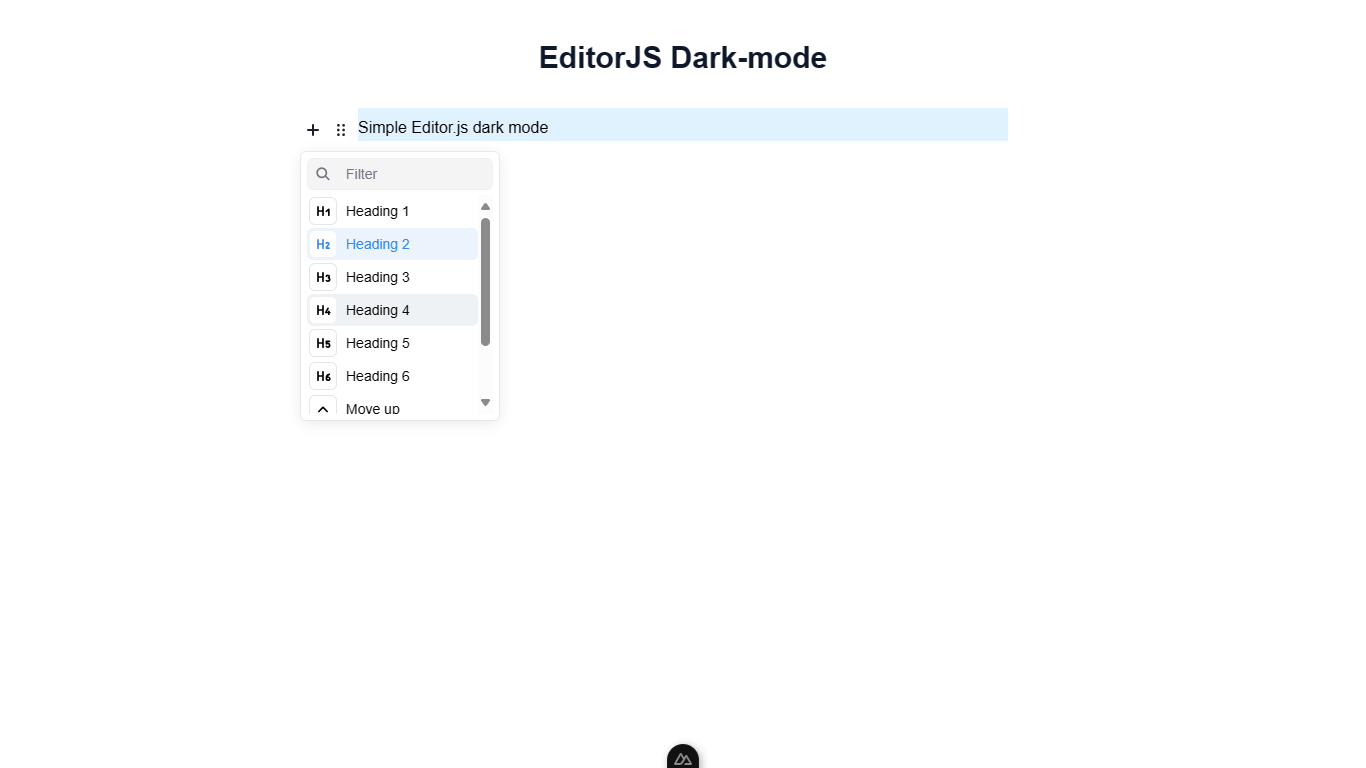 EditorJS Dark-mode
Simple Editor.js dark mode
Filter
H1 Heading 1
H2 Heading 2
H3 Heading 3
H4 Heading 4
H5 Heading 5
H6 Heading 6
Move up